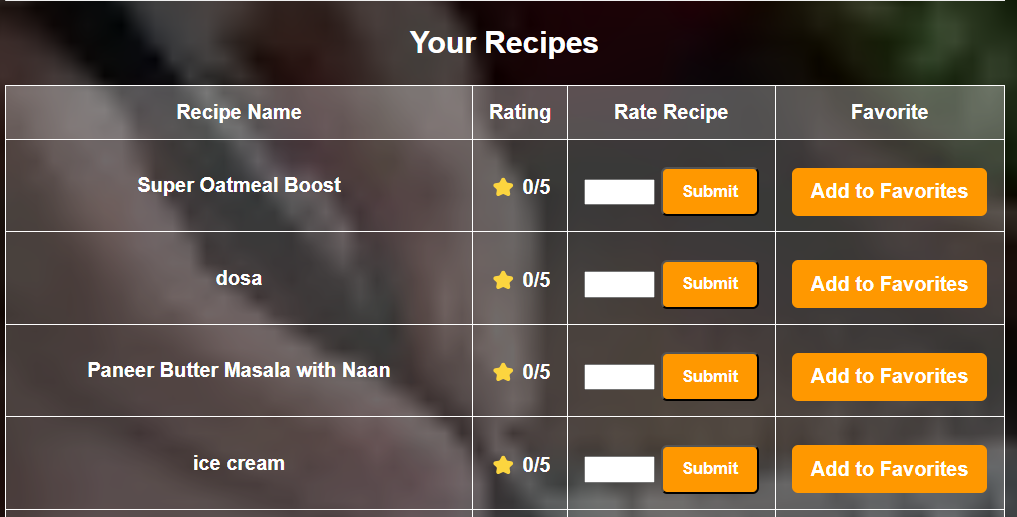 Your Recipes
Recipe Name Rating Rate Recipe Favorite
Super Oatmeal Boost ⭐ 0/5 Submit Add to Favorites
dosa ⭐ 0/5 Submit Add to Favorites
Paneer Butter Masala with Naan ⭐ 0/5 Submit Add to Favorites
ice cream ⭐ 0/5 Submit Add to Favorites